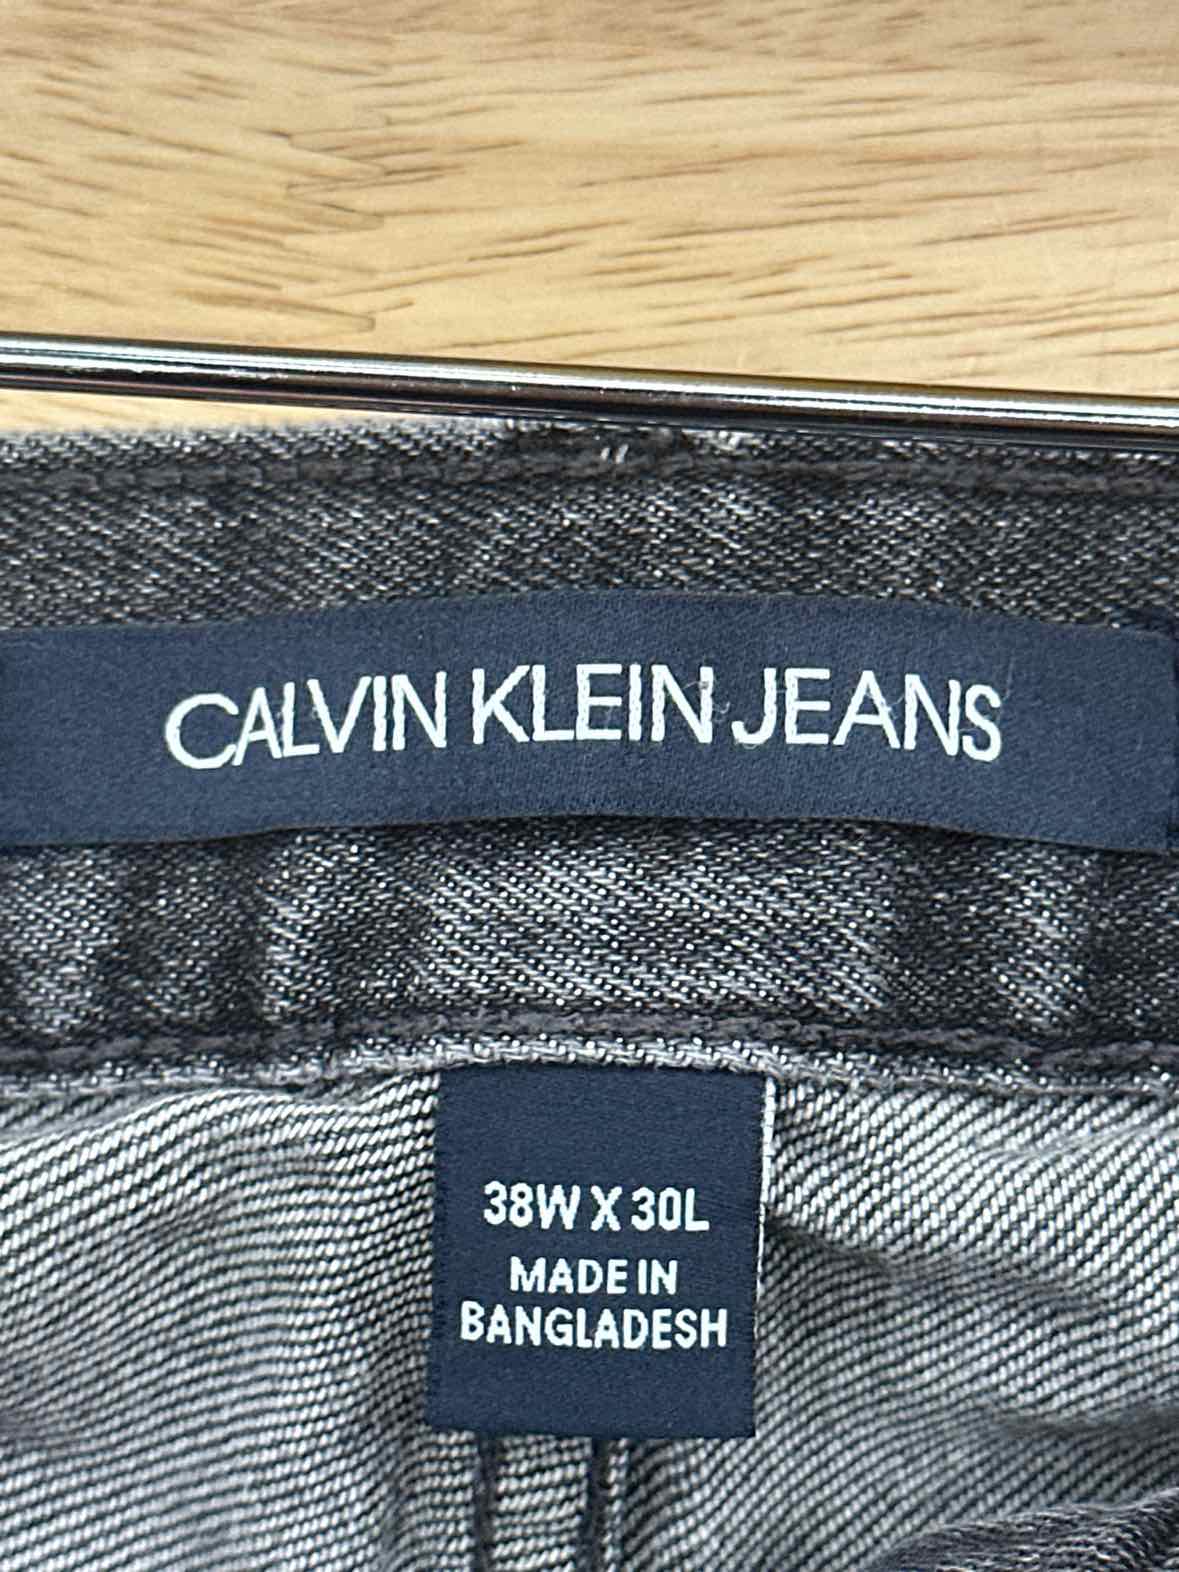 CALVIN KLEIN JEANS
38W X 30L
MADE IN
BANGLADESH